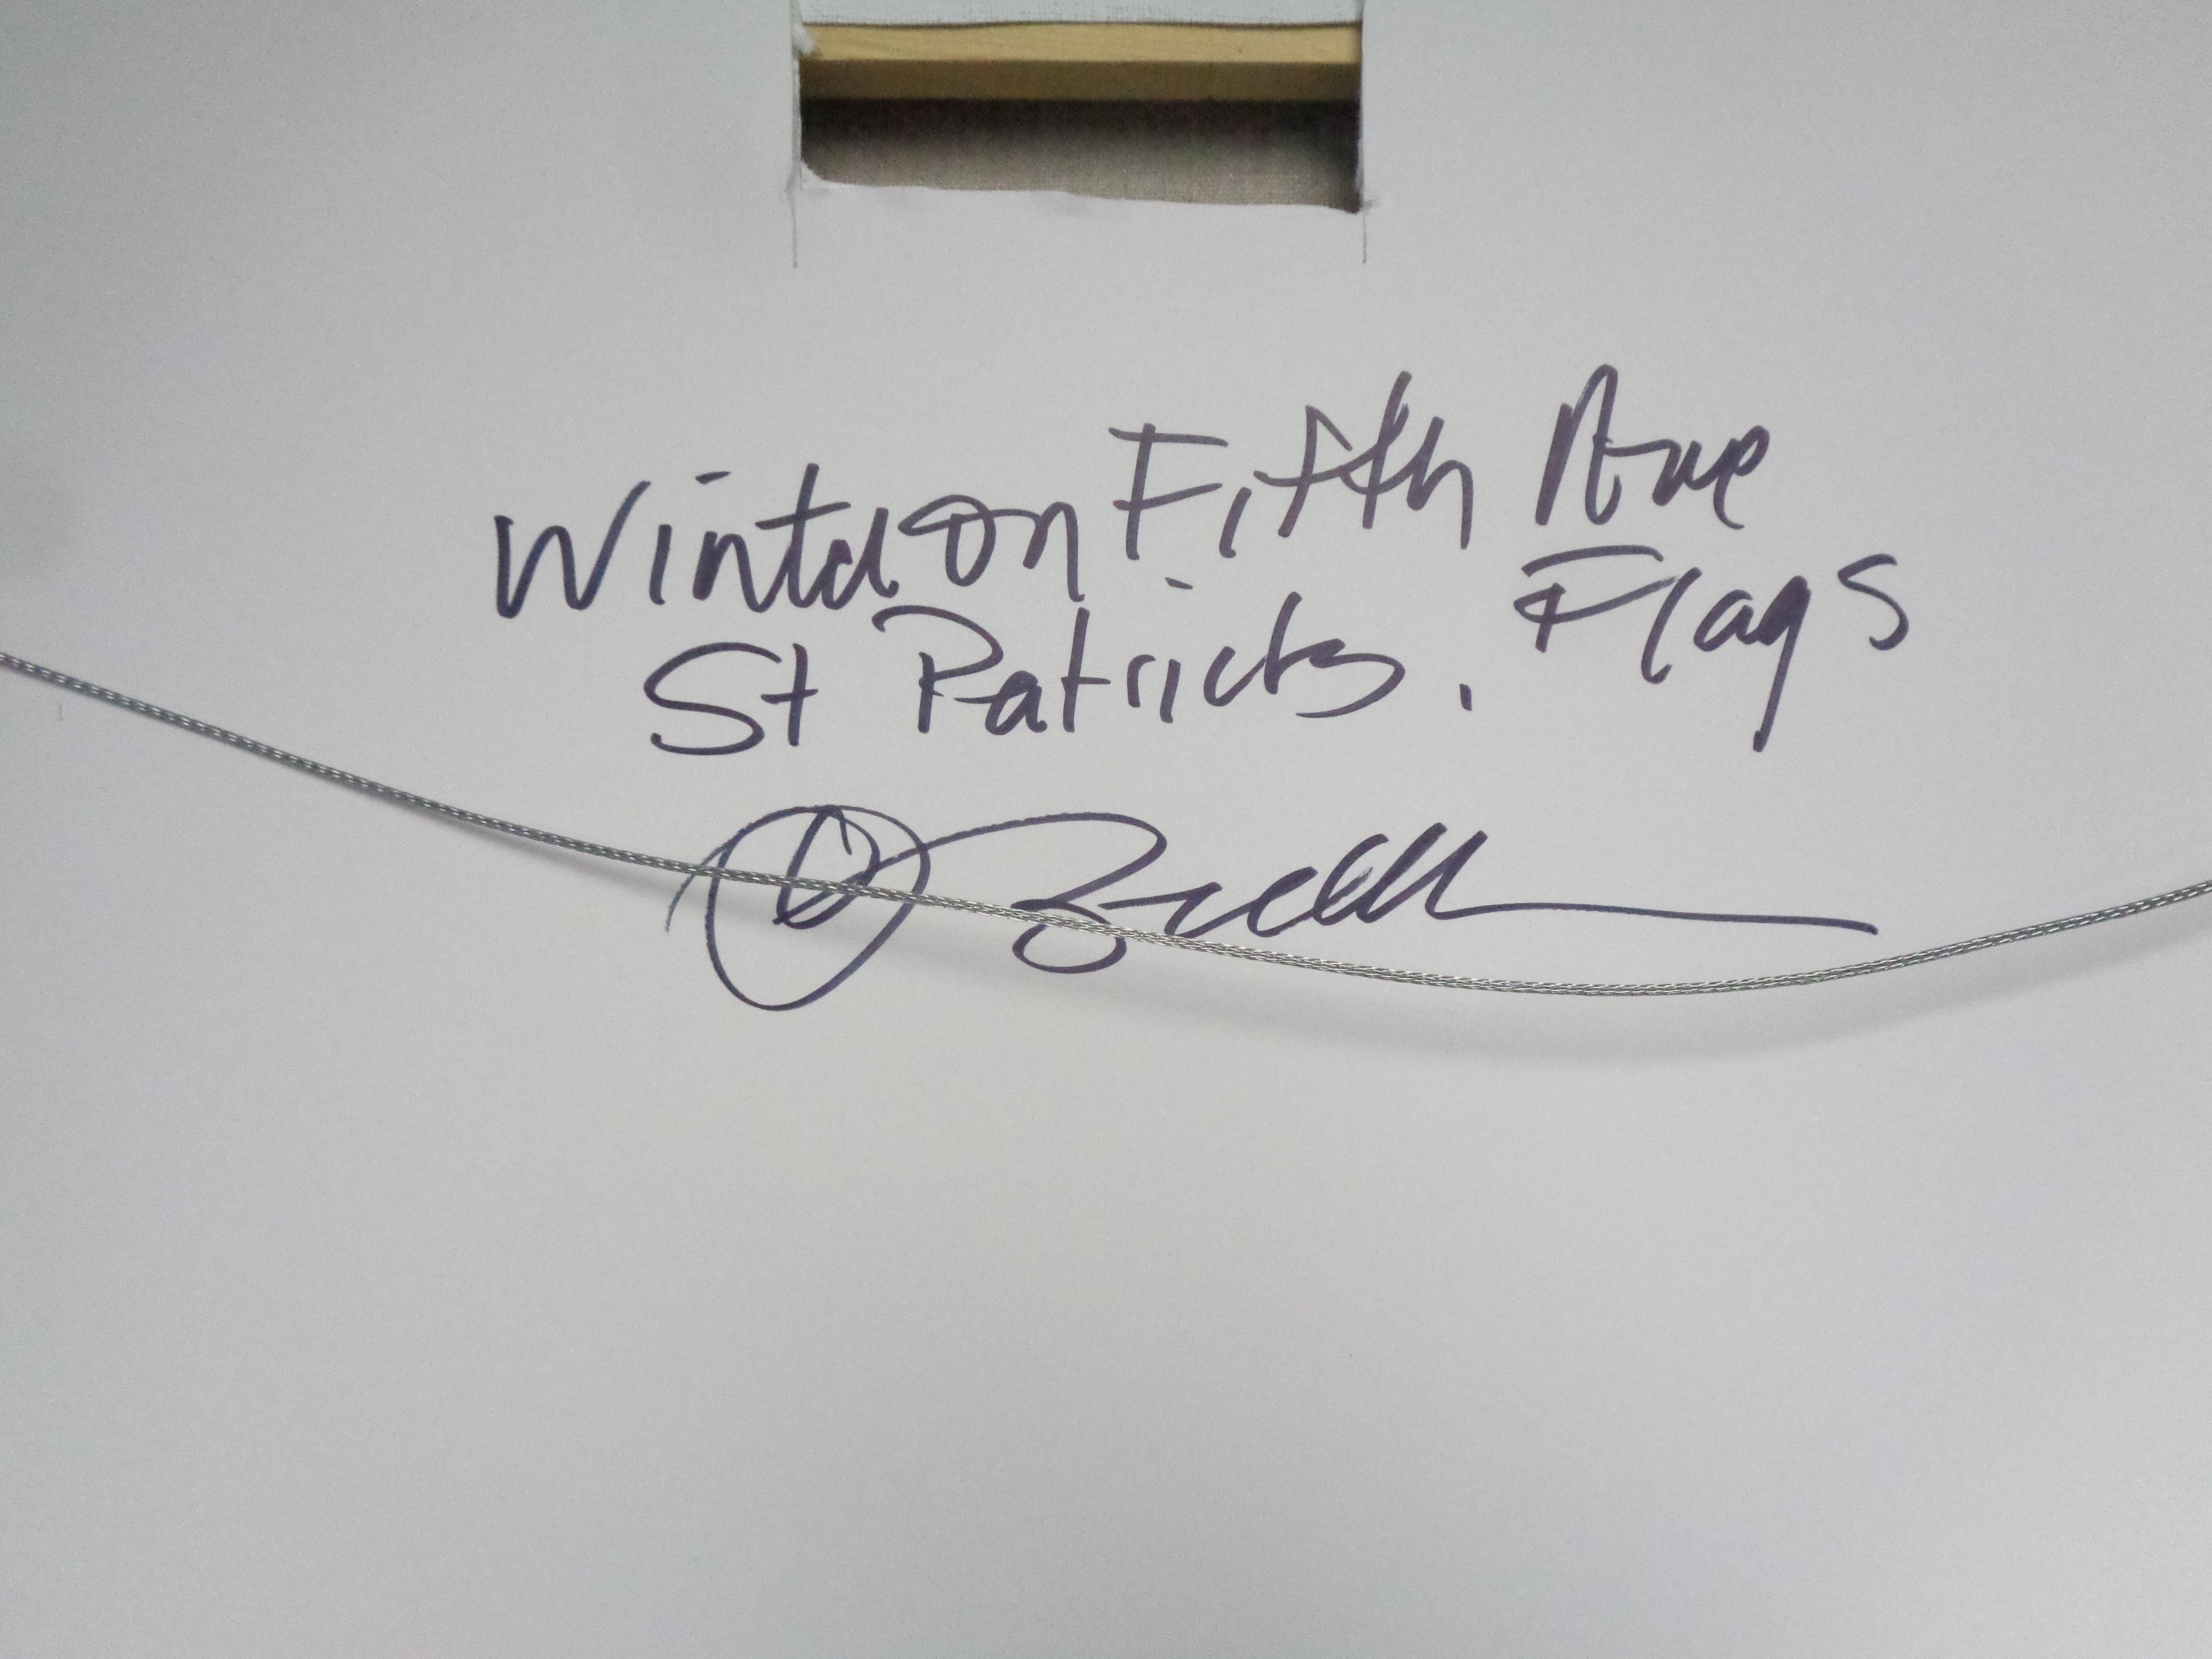 Winter on Fifth Ave
St Patricks, Flags